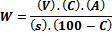 W = (V).(C).(A) / (s).(100 − C)